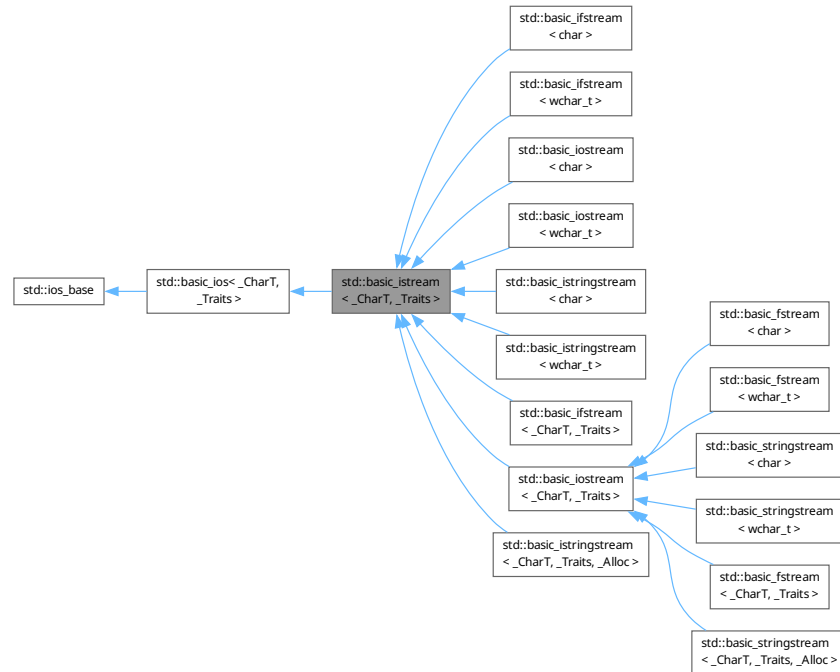 std::ios_base
std::basic_ios< _CharT,
_Traits >
std::basic_istream
< _CharT, _Traits >
std::basic_ifstream
< char >
std::basic_ifstream
< wchar_t >
std::basic_iostream
< char >
std::basic_iostream
< wchar_t >
std::basic_istringstream
< char >
std::basic_istringstream
< wchar_t >
std::basic_ifstream
< _CharT, _Traits >
std::basic_iostream
< _CharT, _Traits >
std::basic_istringstream
< _CharT, _Traits, _Alloc >
std::basic_fstream
< char >
std::basic_fstream
< wchar_t >
std::basic_stringstream
< char >
std::basic_stringstream
< wchar_t >
std::basic_fstream
< _CharT, _Traits >
std::basic_stringstream
< _CharT, _Traits, _Alloc >